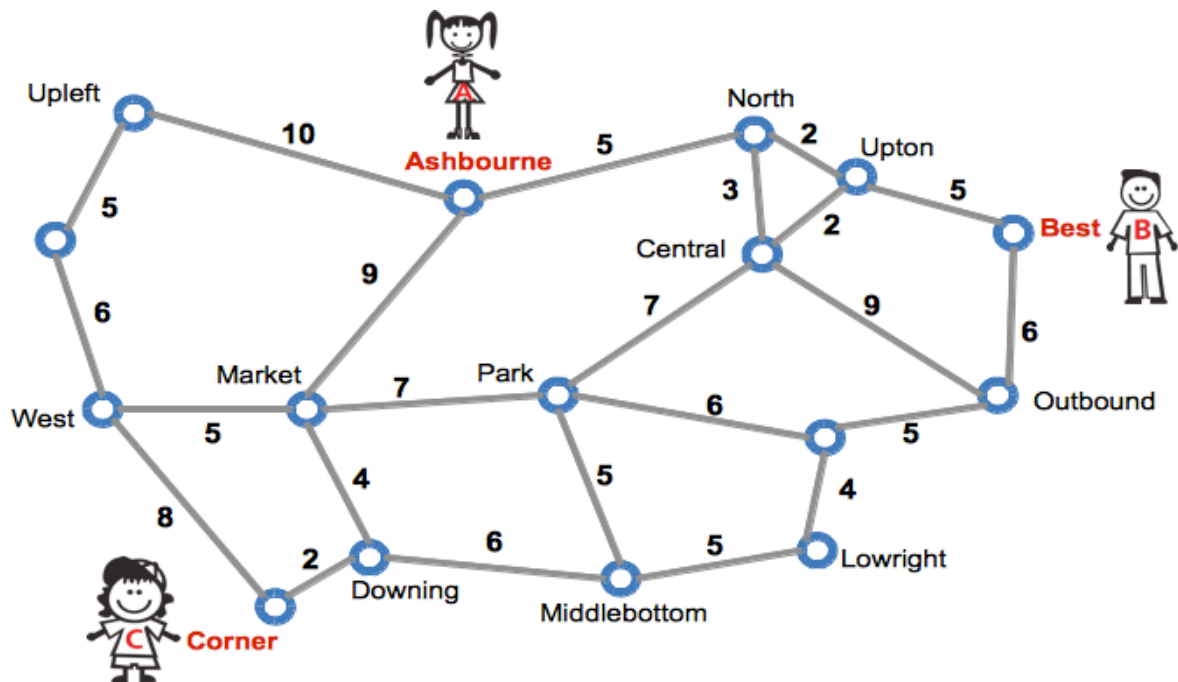 A
North
Upleft
10
5
2
Upton
Ashbourne
5
3
5
2
Best
B
Central
9
7
9
6
6
Market
7
Park
6
Outbound
West
5
5
4
5
4
8
6
5
Lowright
2
Downing
Middlebottom
C
Corner